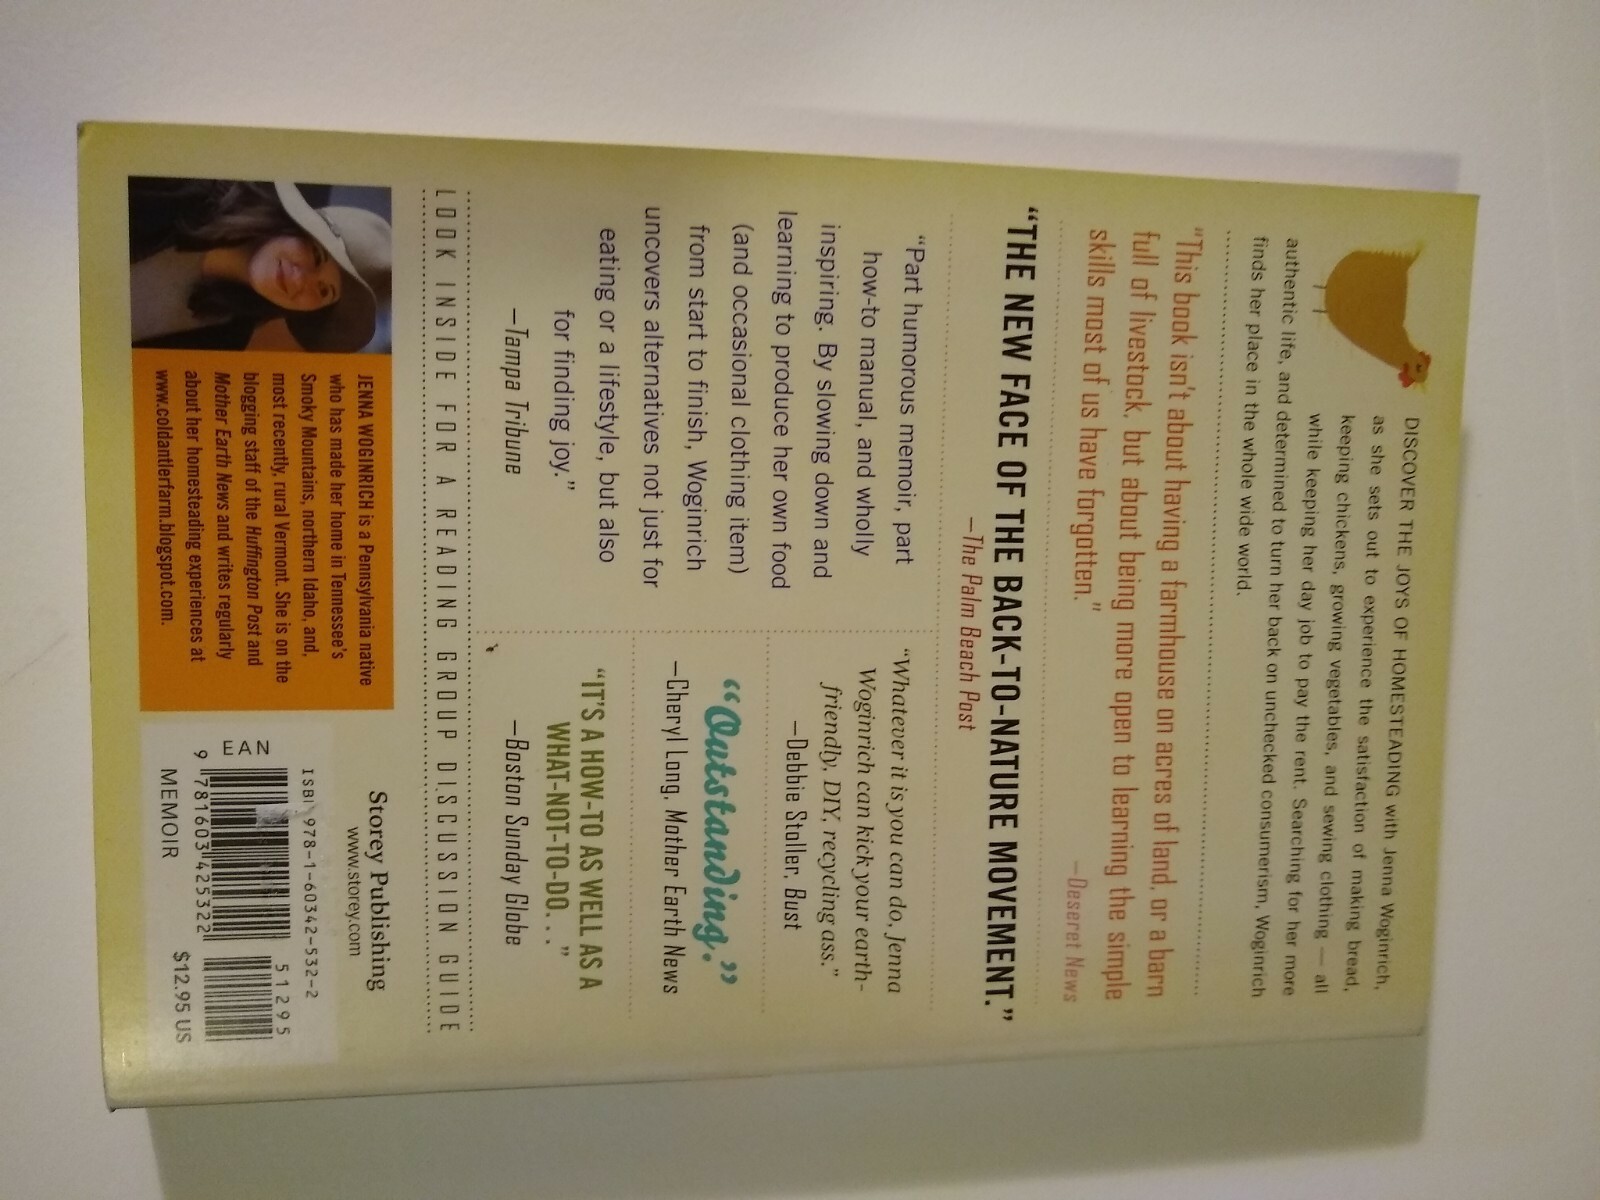 DISCOVER THE JOYS OF HOMESTEADING with Jenna Woginrich,
as she sets out to experience the satisfaction of making bread,
keeping chickens, growing vegetables, and sewing clothing — all
while keeping her day job to pay the rent. Searching for her more
authentic life, and determined to turn her back on unchecked consumerism, Woginrich
finds her place in the whole wide world.
"This book isn't about having a farmhouse on acres of land, or a barn
full of livestock, but about being more open to learning the simple
skills most of us have forgotten."
—Deseret News
"THE NEW FACE OF THE BACK-TO-NATURE MOVEMENT."
—The Palm Beach Post
"Part humorous memoir, part
how-to manual, and wholly
inspiring. By slowing down and
learning to produce her own food
(and occasional clothing item)
from start to finish, Woginrich
uncovers alternatives not just for
eating or a lifestyle, but also
for finding joy."
—Tampa Tribune
"Whatever it is you can do, Jenna
Woginrich can kick your earth-
friendly, DIY, recycling ass."
—Debbie Stoller, Bust
"Outstanding."
—Cheryl Long, Mother Earth News
"IT'S A HOW-TO AS WELL AS A
WHAT-NOT-TO-DO. . ."
—Boston Sunday Globe
LOOK INSIDE FOR A READING GROUP DISCUSSION GUIDE
JENNA WOGINRICH is a Pennsylvania native
who has made her home in Tennessee's
Smoky Mountains, northern Idaho, and,
most recently, rural Vermont. She is on the
blogging staff of the Huffington Post and
Mother Earth News and writes regularly
about her homesteading experiences at
www.coldantlerfarm.blogspot.com.
Storey Publishing
www.storey.com
ISBN 978-1-60342-532-2
51295
EAN
9 781603 425322
MEMOIR
$12.95 US